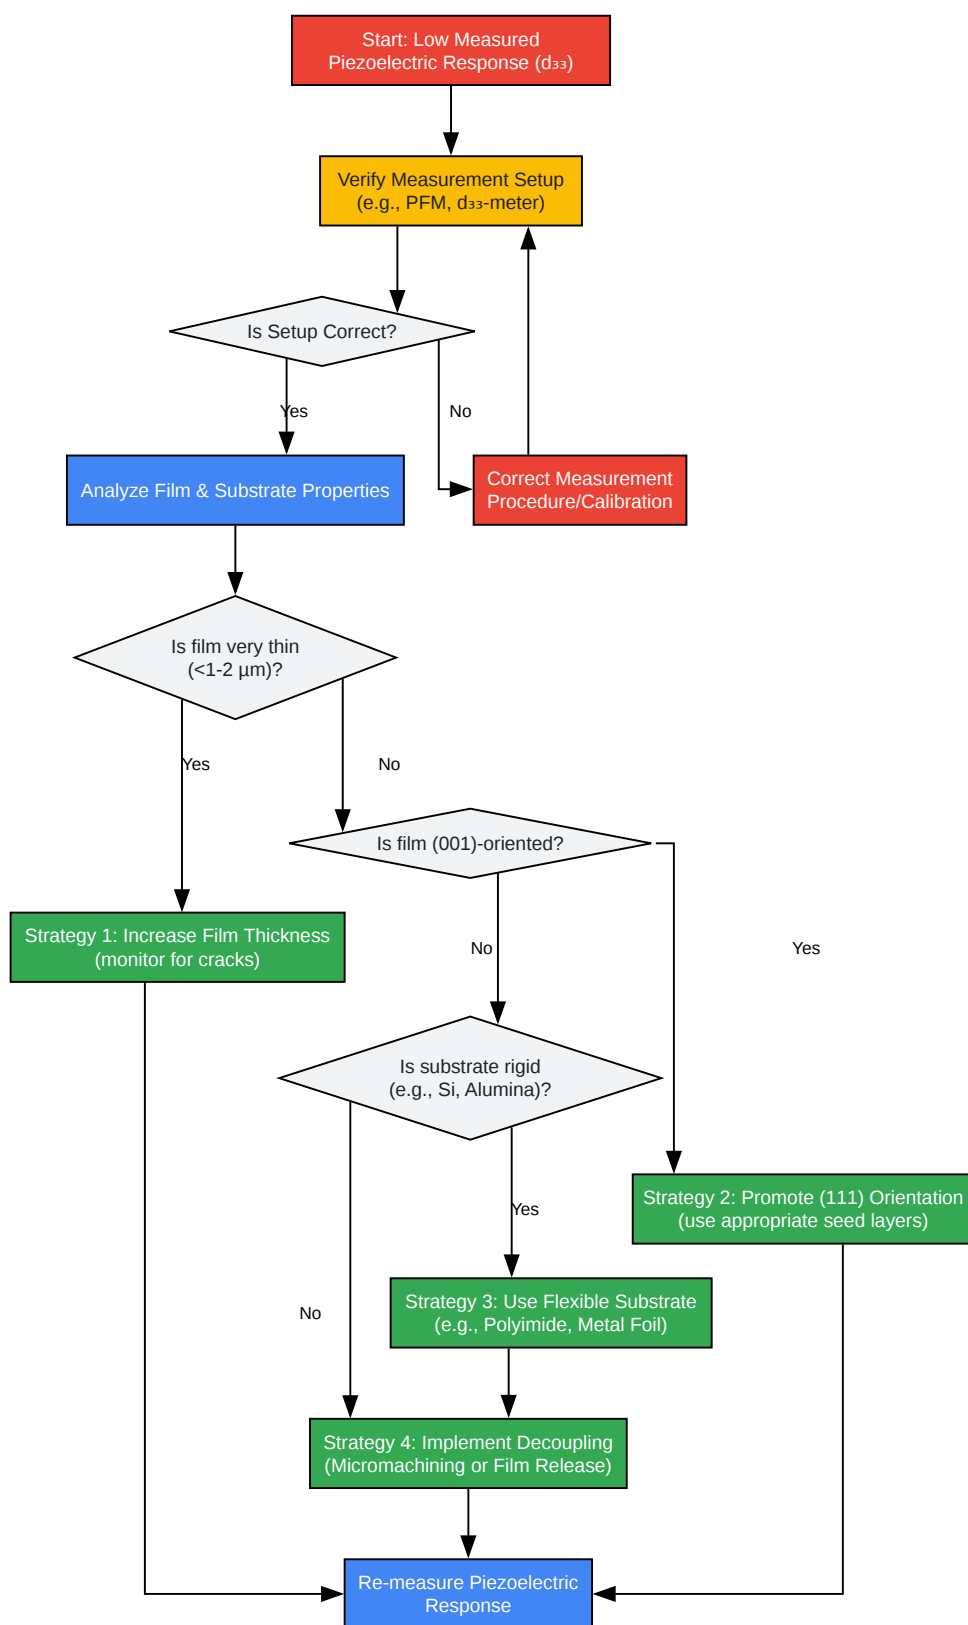 Start: Low Measured
Piezoelectric Response (d₃₃)
Verify Measurement Setup
(e.g., PFM, d₃₃-meter)
Is Setup Correct?
Yes
No
Analyze Film & Substrate Properties
Correct Measurement
Procedure/Calibration
Is film very thin
(<1-2 µm)?
Yes
No
Is film (001)-oriented?
Strategy 1: Increase Film Thickness
(monitor for cracks)
No
Yes
Is substrate rigid
(e.g., Si, Alumina)?
Strategy 2: Promote (111) Orientation
(use appropriate seed layers)
Yes
Strategy 3: Use Flexible Substrate
(e.g., Polyimide, Metal Foil)
No
Strategy 4: Implement Decoupling
(Micromachining or Film Release)
Re-measure Piezoelectric
Response